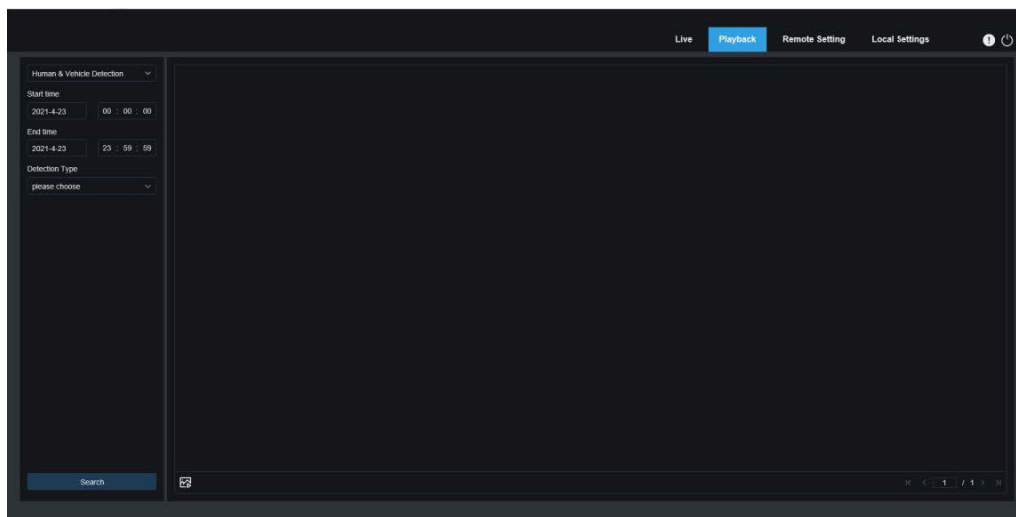 Live Playback Remote Setting Local Settings
Human & Vehicle Detection
Start time
2021-4-23 00 : 00 : 00
End time
2021-4-23 23 : 59 : 59
Detection Type
please choose
Search
1 / 1